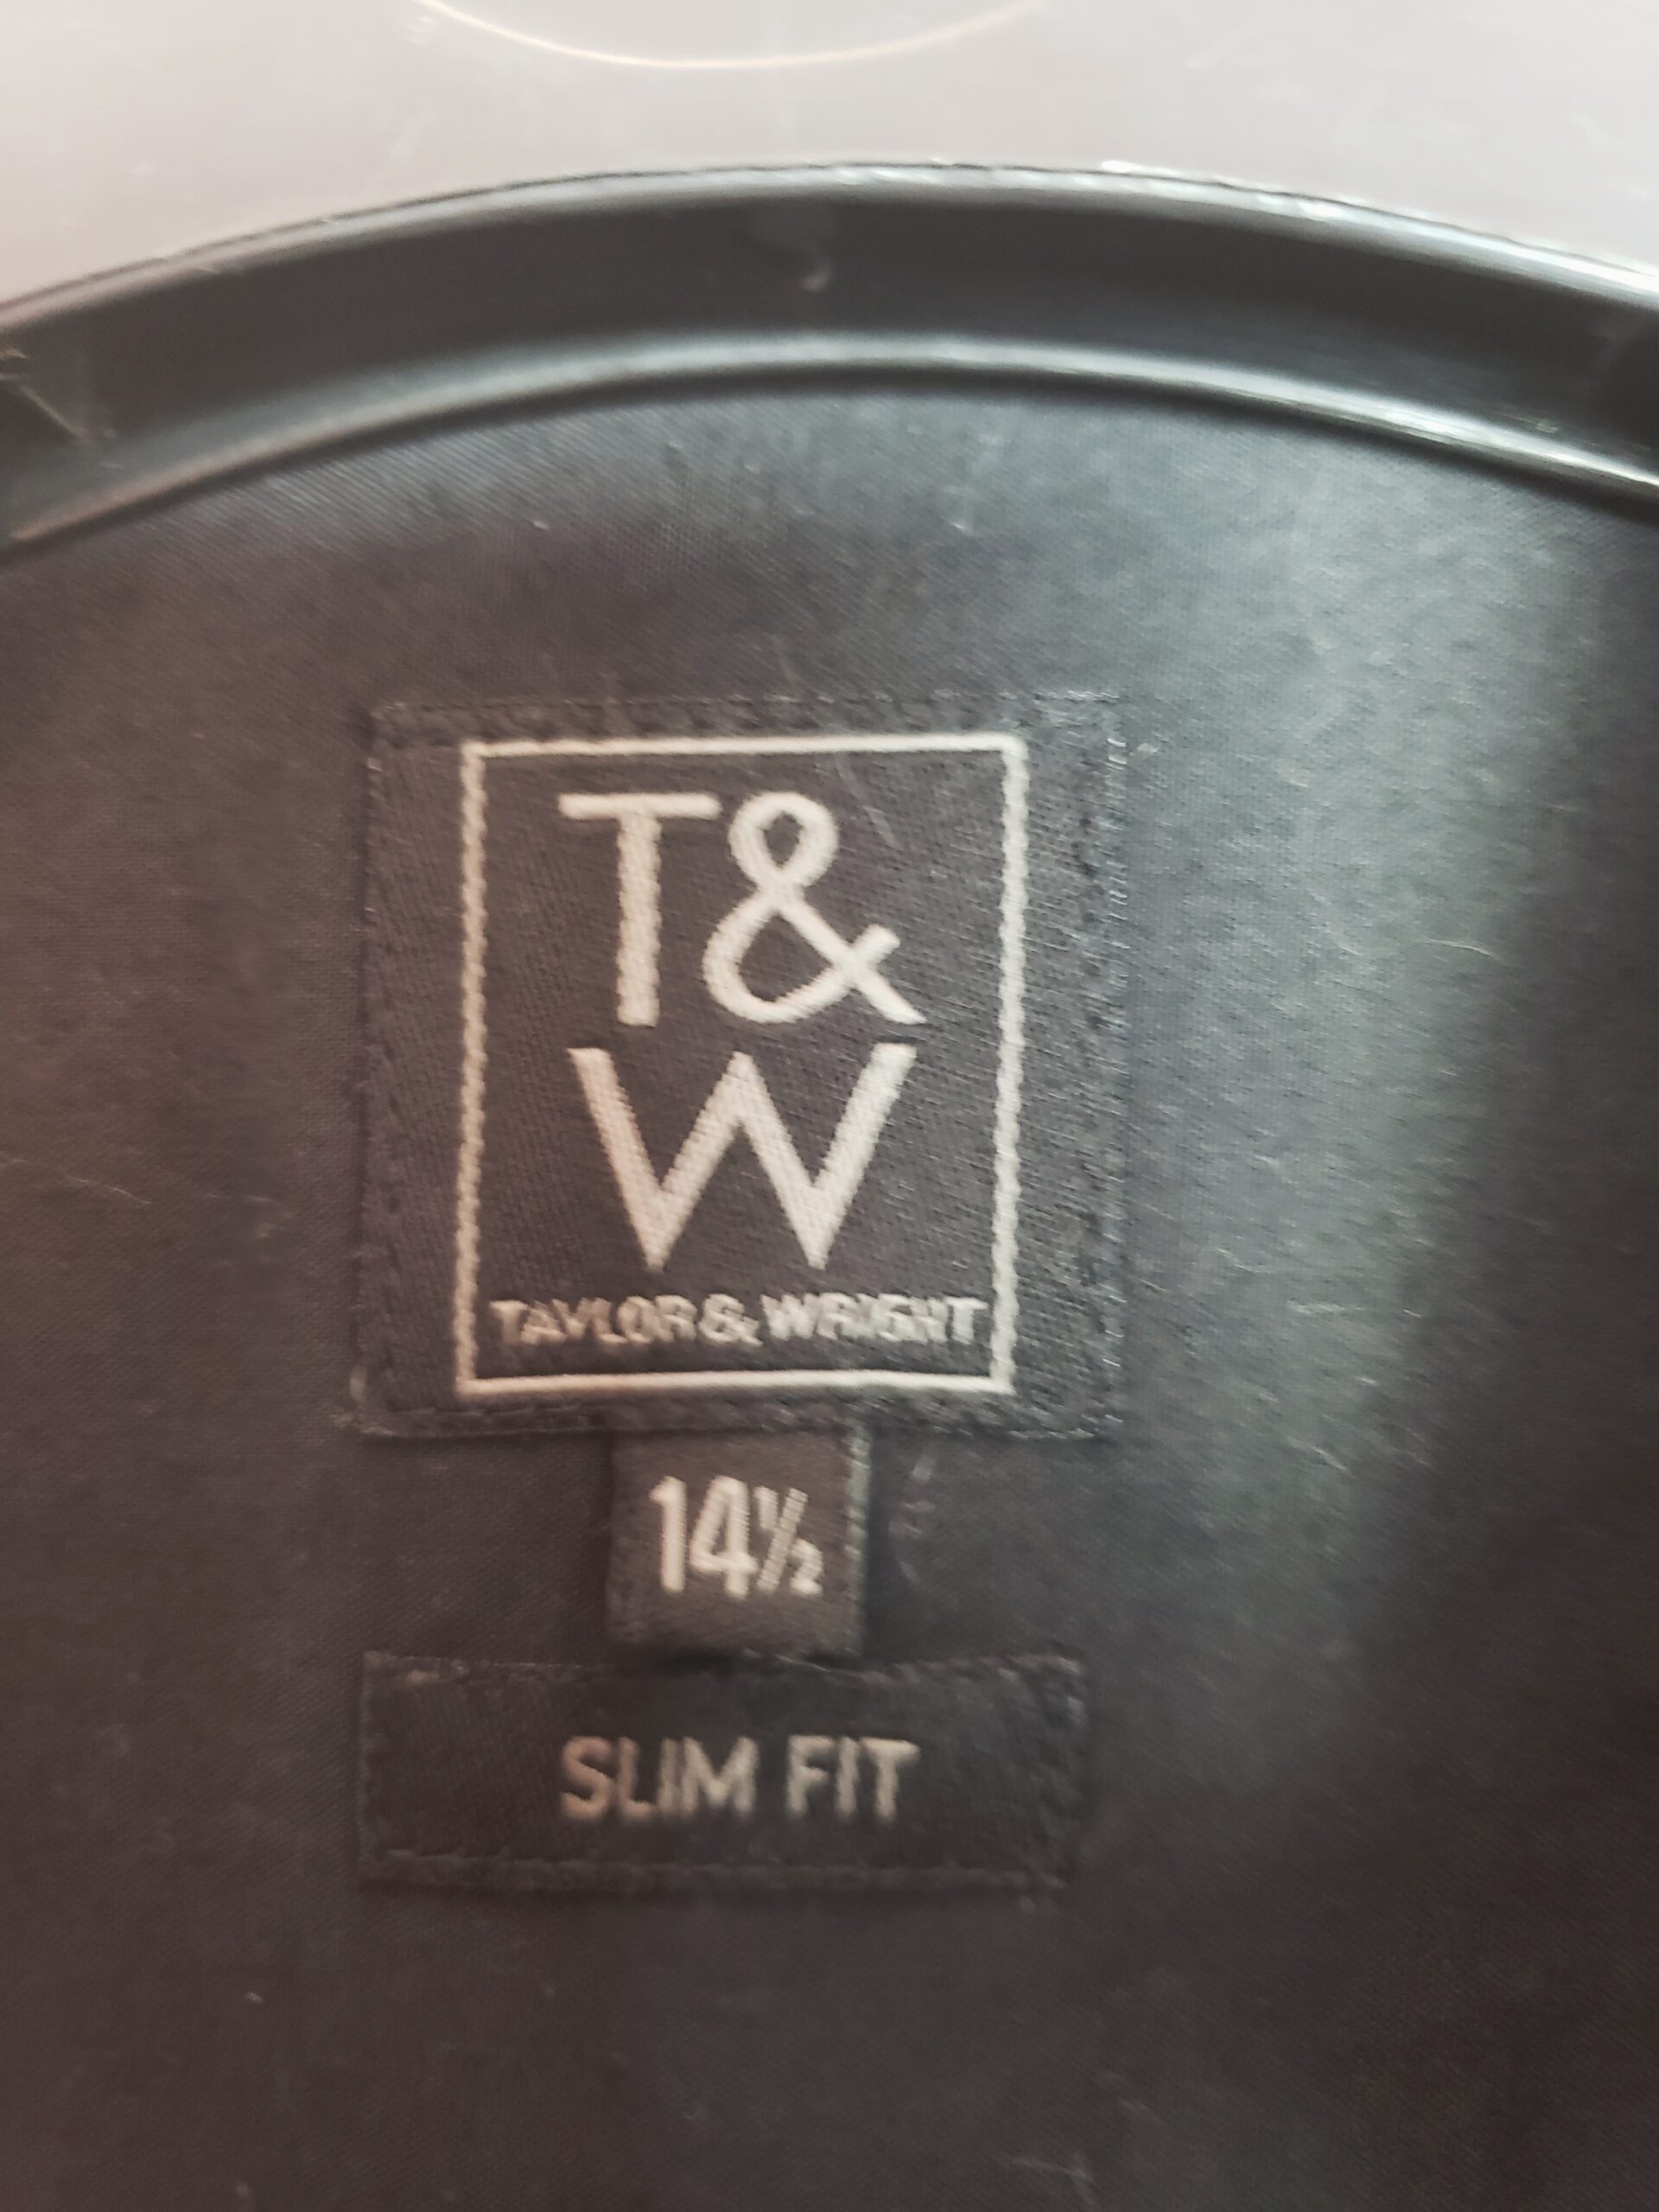 T&
W
TAYLOR & WRIGHT
14½
SLIM FIT